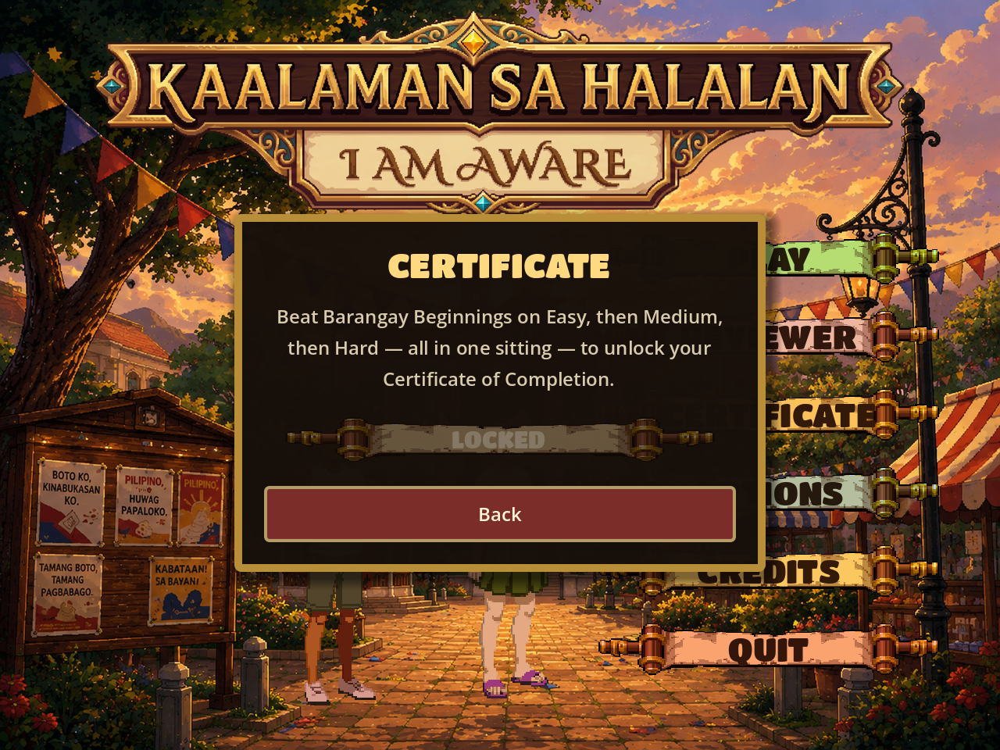 KAALAMAN SA HALALAN
I AM AWARE
CERTIFICATE
Beat Barangay Beginnings on Easy, then Medium,
then Hard — all in one sitting — to unlock your
Certificate of Completion.
LOCKED
Back
AY
EWER
FICATE
IONS
CREDITS
QUIT
BOTO KO,
KINABUKASAN
KO.
PILIPINO,
HUWAG
PAPALOKO.
PILIPINO,
TAMANG BOTO,
TAMANG
PAGBABAGO.
KABATAAN!
SA BAYAN!